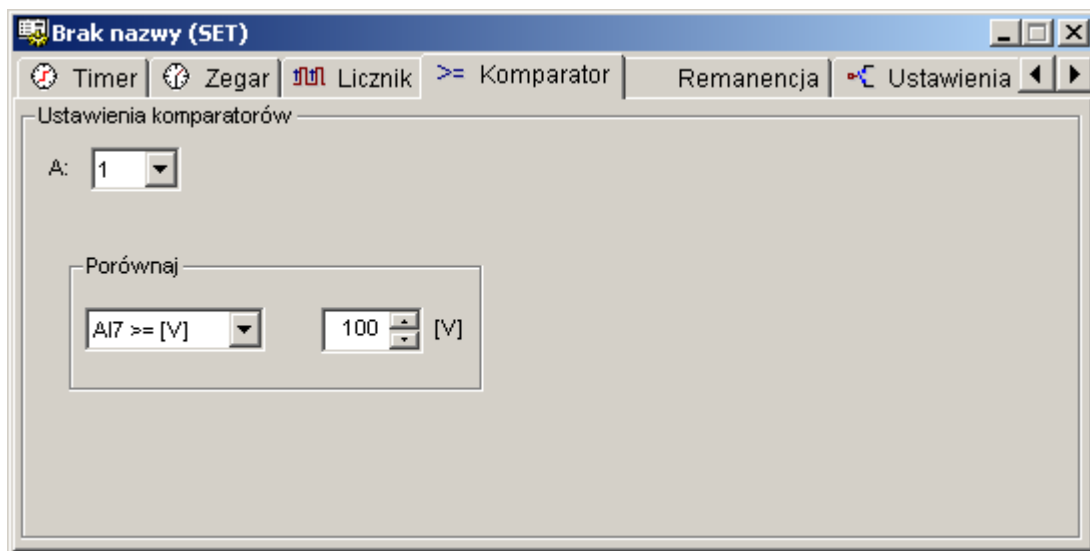 Brak nazwy (SET)
Timer Zegar Licznik >= Komparator Remanencja Ustawienia
Ustawienia komparatorów
A: 1
Porównaj
AI7 >= [V] 100 [V]